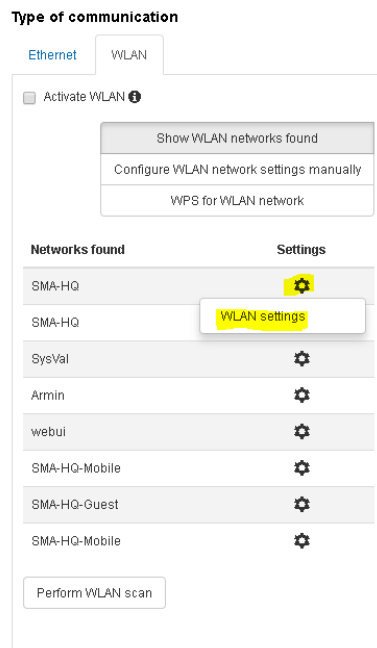 Type of communication
Ethernet WLAN
Activate WLAN
Show WLAN networks found
Configure WLAN network settings manually
WPS for WLAN network
Networks found Settings
SMA-HQ
WLAN settings
SMA-HQ
SysVal
Armin
webui
SMA-HQ-Mobile
SMA-HQ-Guest
SMA-HQ-Mobile
Perform WLAN scan